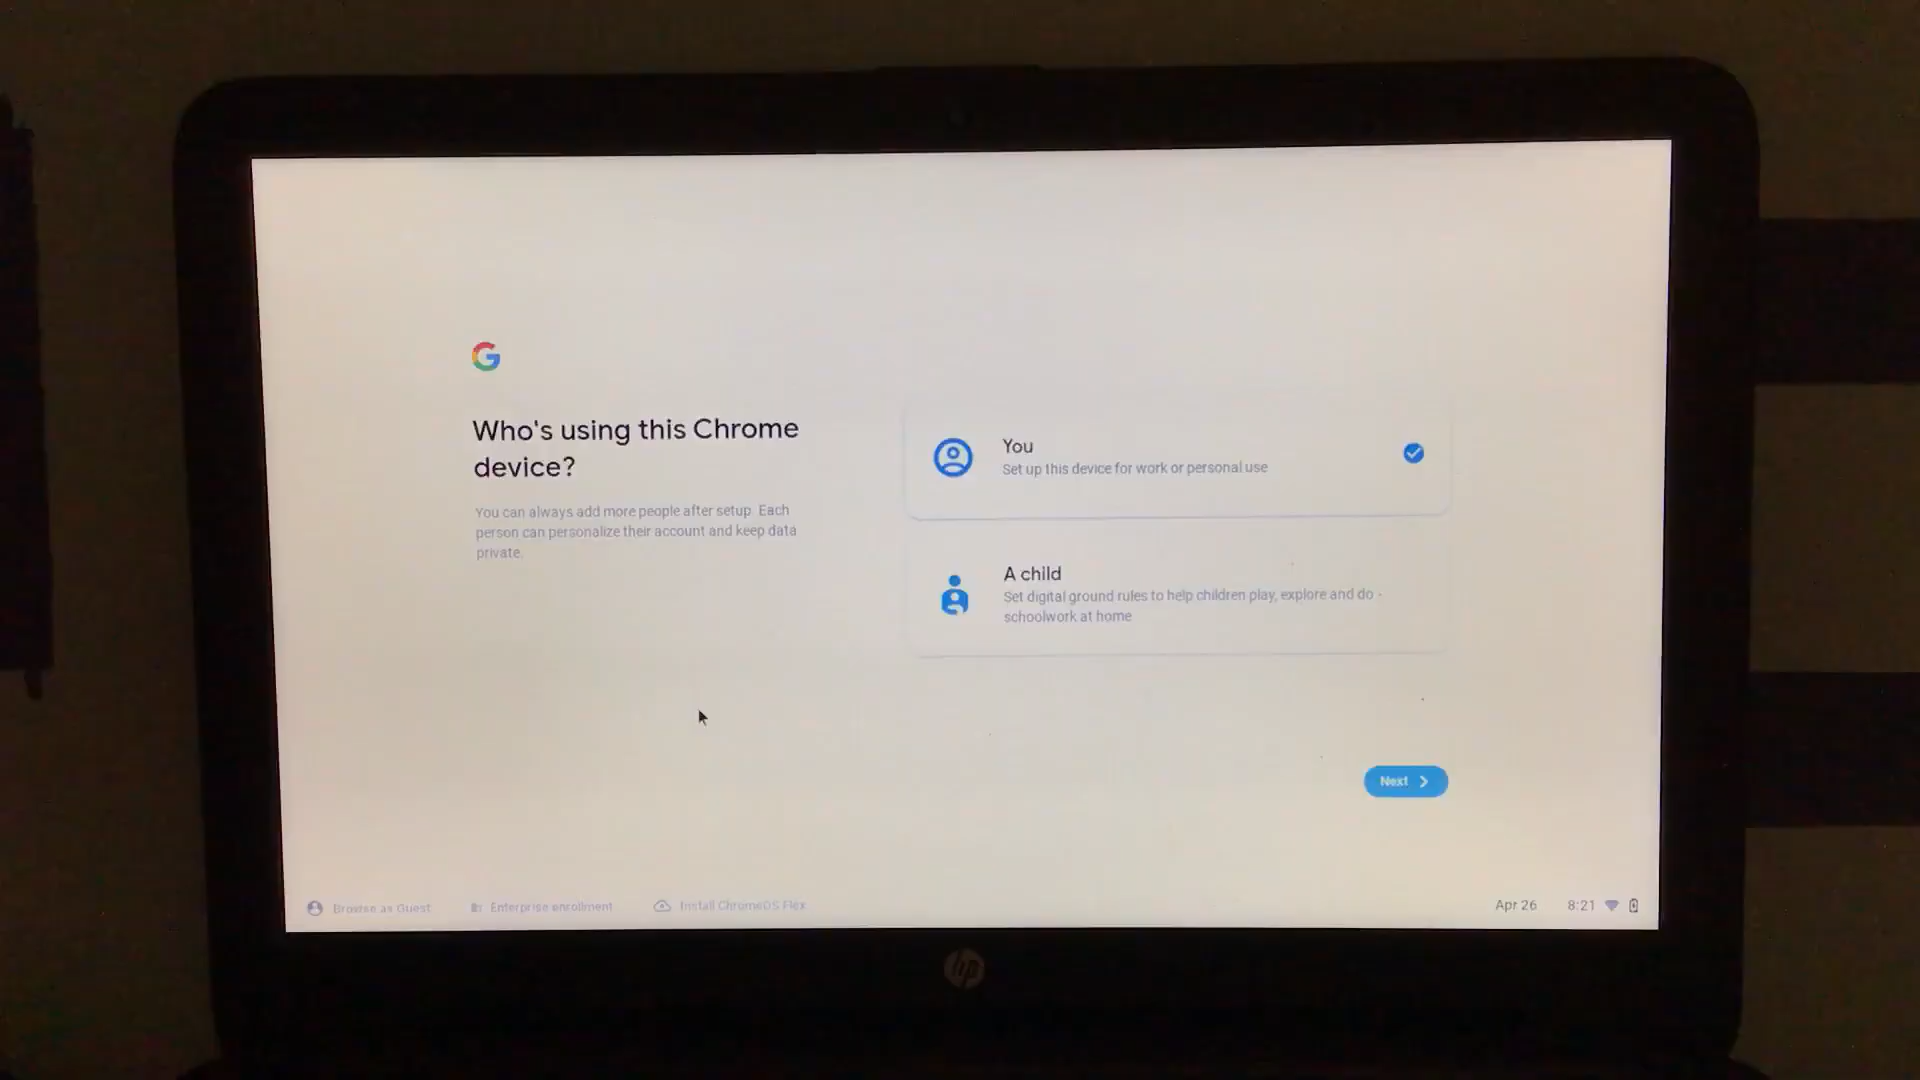 Who's using this Chrome
device?
You can always add more people after setup. Each
person can personalize their account and keep data
private.
You
Set up this device for work or personal use
A child
Set digital ground rules to help children play, explore and do
schoolwork at home
Next
Browse as Guest
Enterprise enrollment
Install ChromeOS Flex
Apr 26
8:21
hp